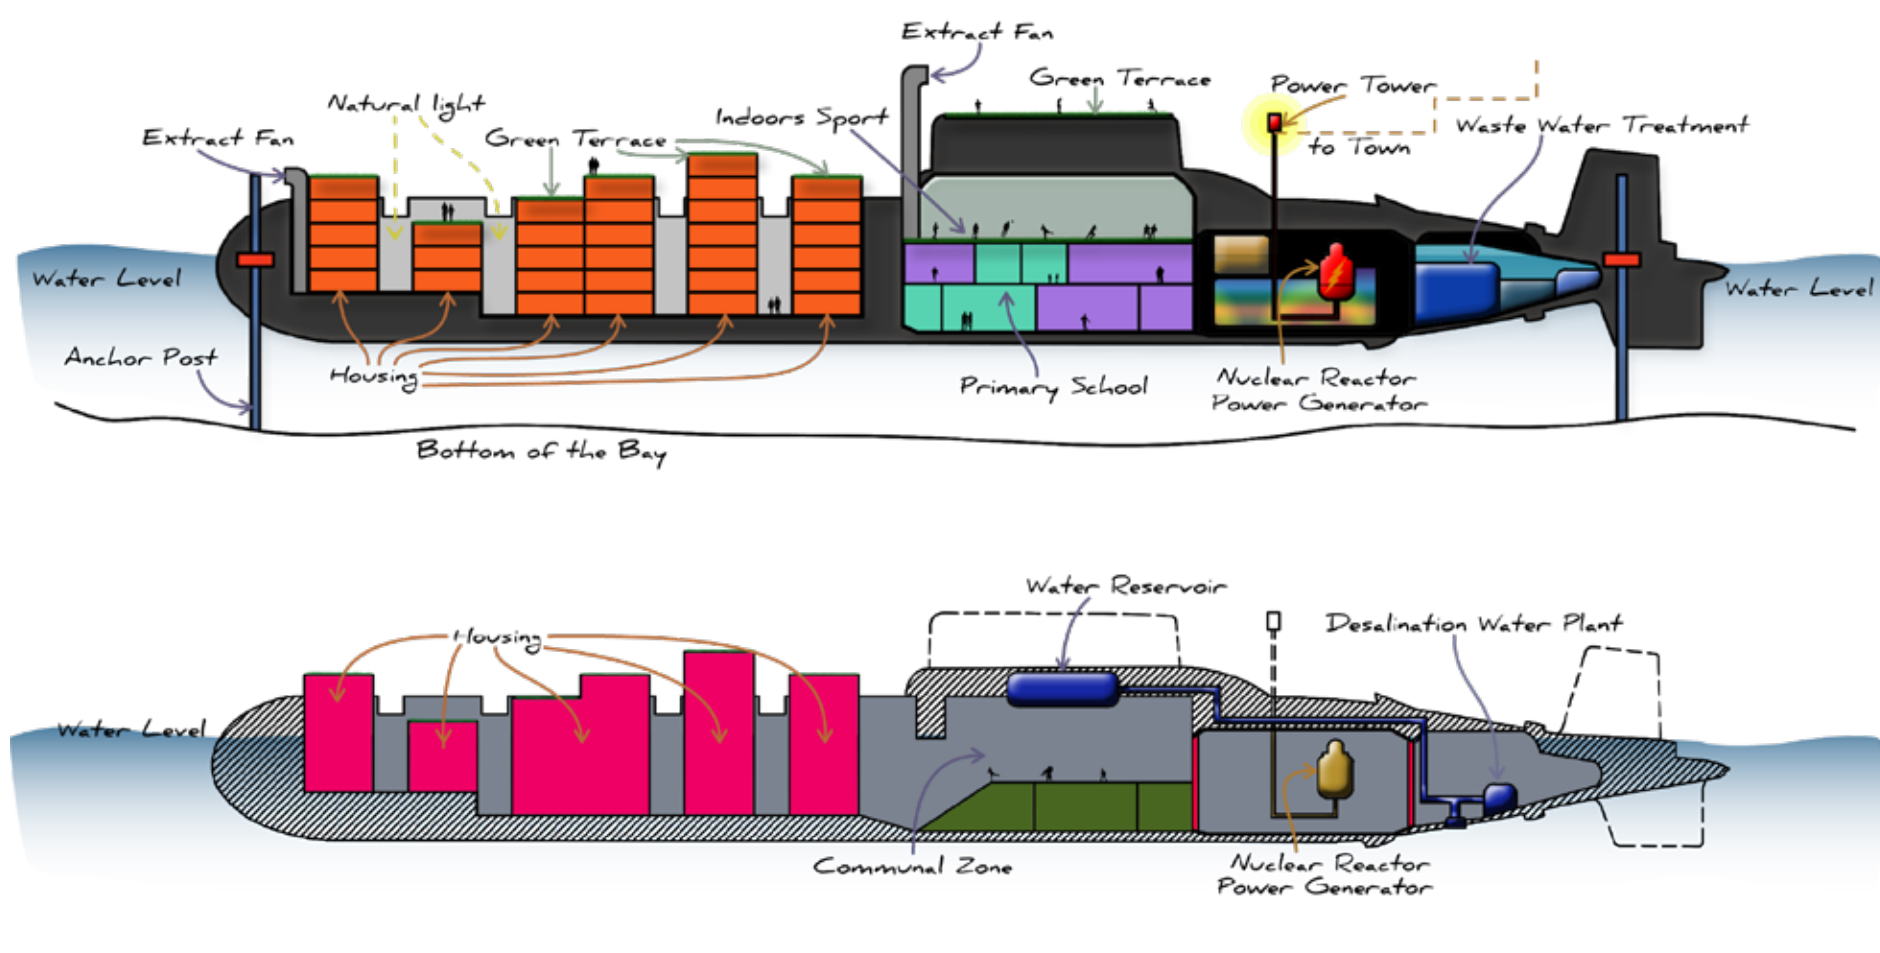 Extract Fan
Green Terrace
Power Tower
Natural light
Indoors Sport
Waste Water Treatment
Extract Fan
Green Terrace
to Town
Water Level
Water Level
Anchor Post
Housing
Primary School
Nuclear Reactor
Power Generator
Bottom of the Bay
Water Reservoir
Desalination Water Plant
Housing
Water Level
Communal Zone
Nuclear Reactor
Power Generator